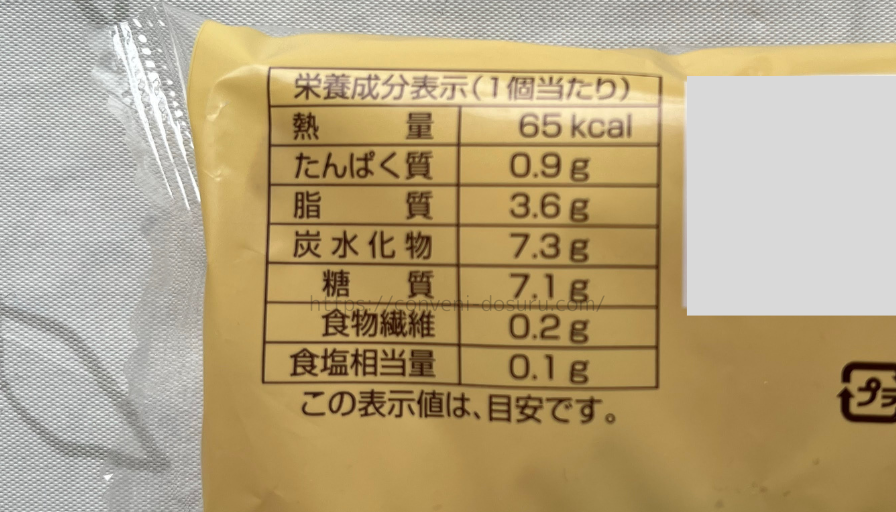 栄養成分表示(1個当たり)
熱量 65 kcal
たんぱく質 0.9 g
脂質 3.6 g
炭水化物 7.3 g
糖質 7.1 g
https://conveni-dosuru.com/
食物繊維 0.2 g
食塩相当量 0.1 g
この表示値は、目安です。
プラ